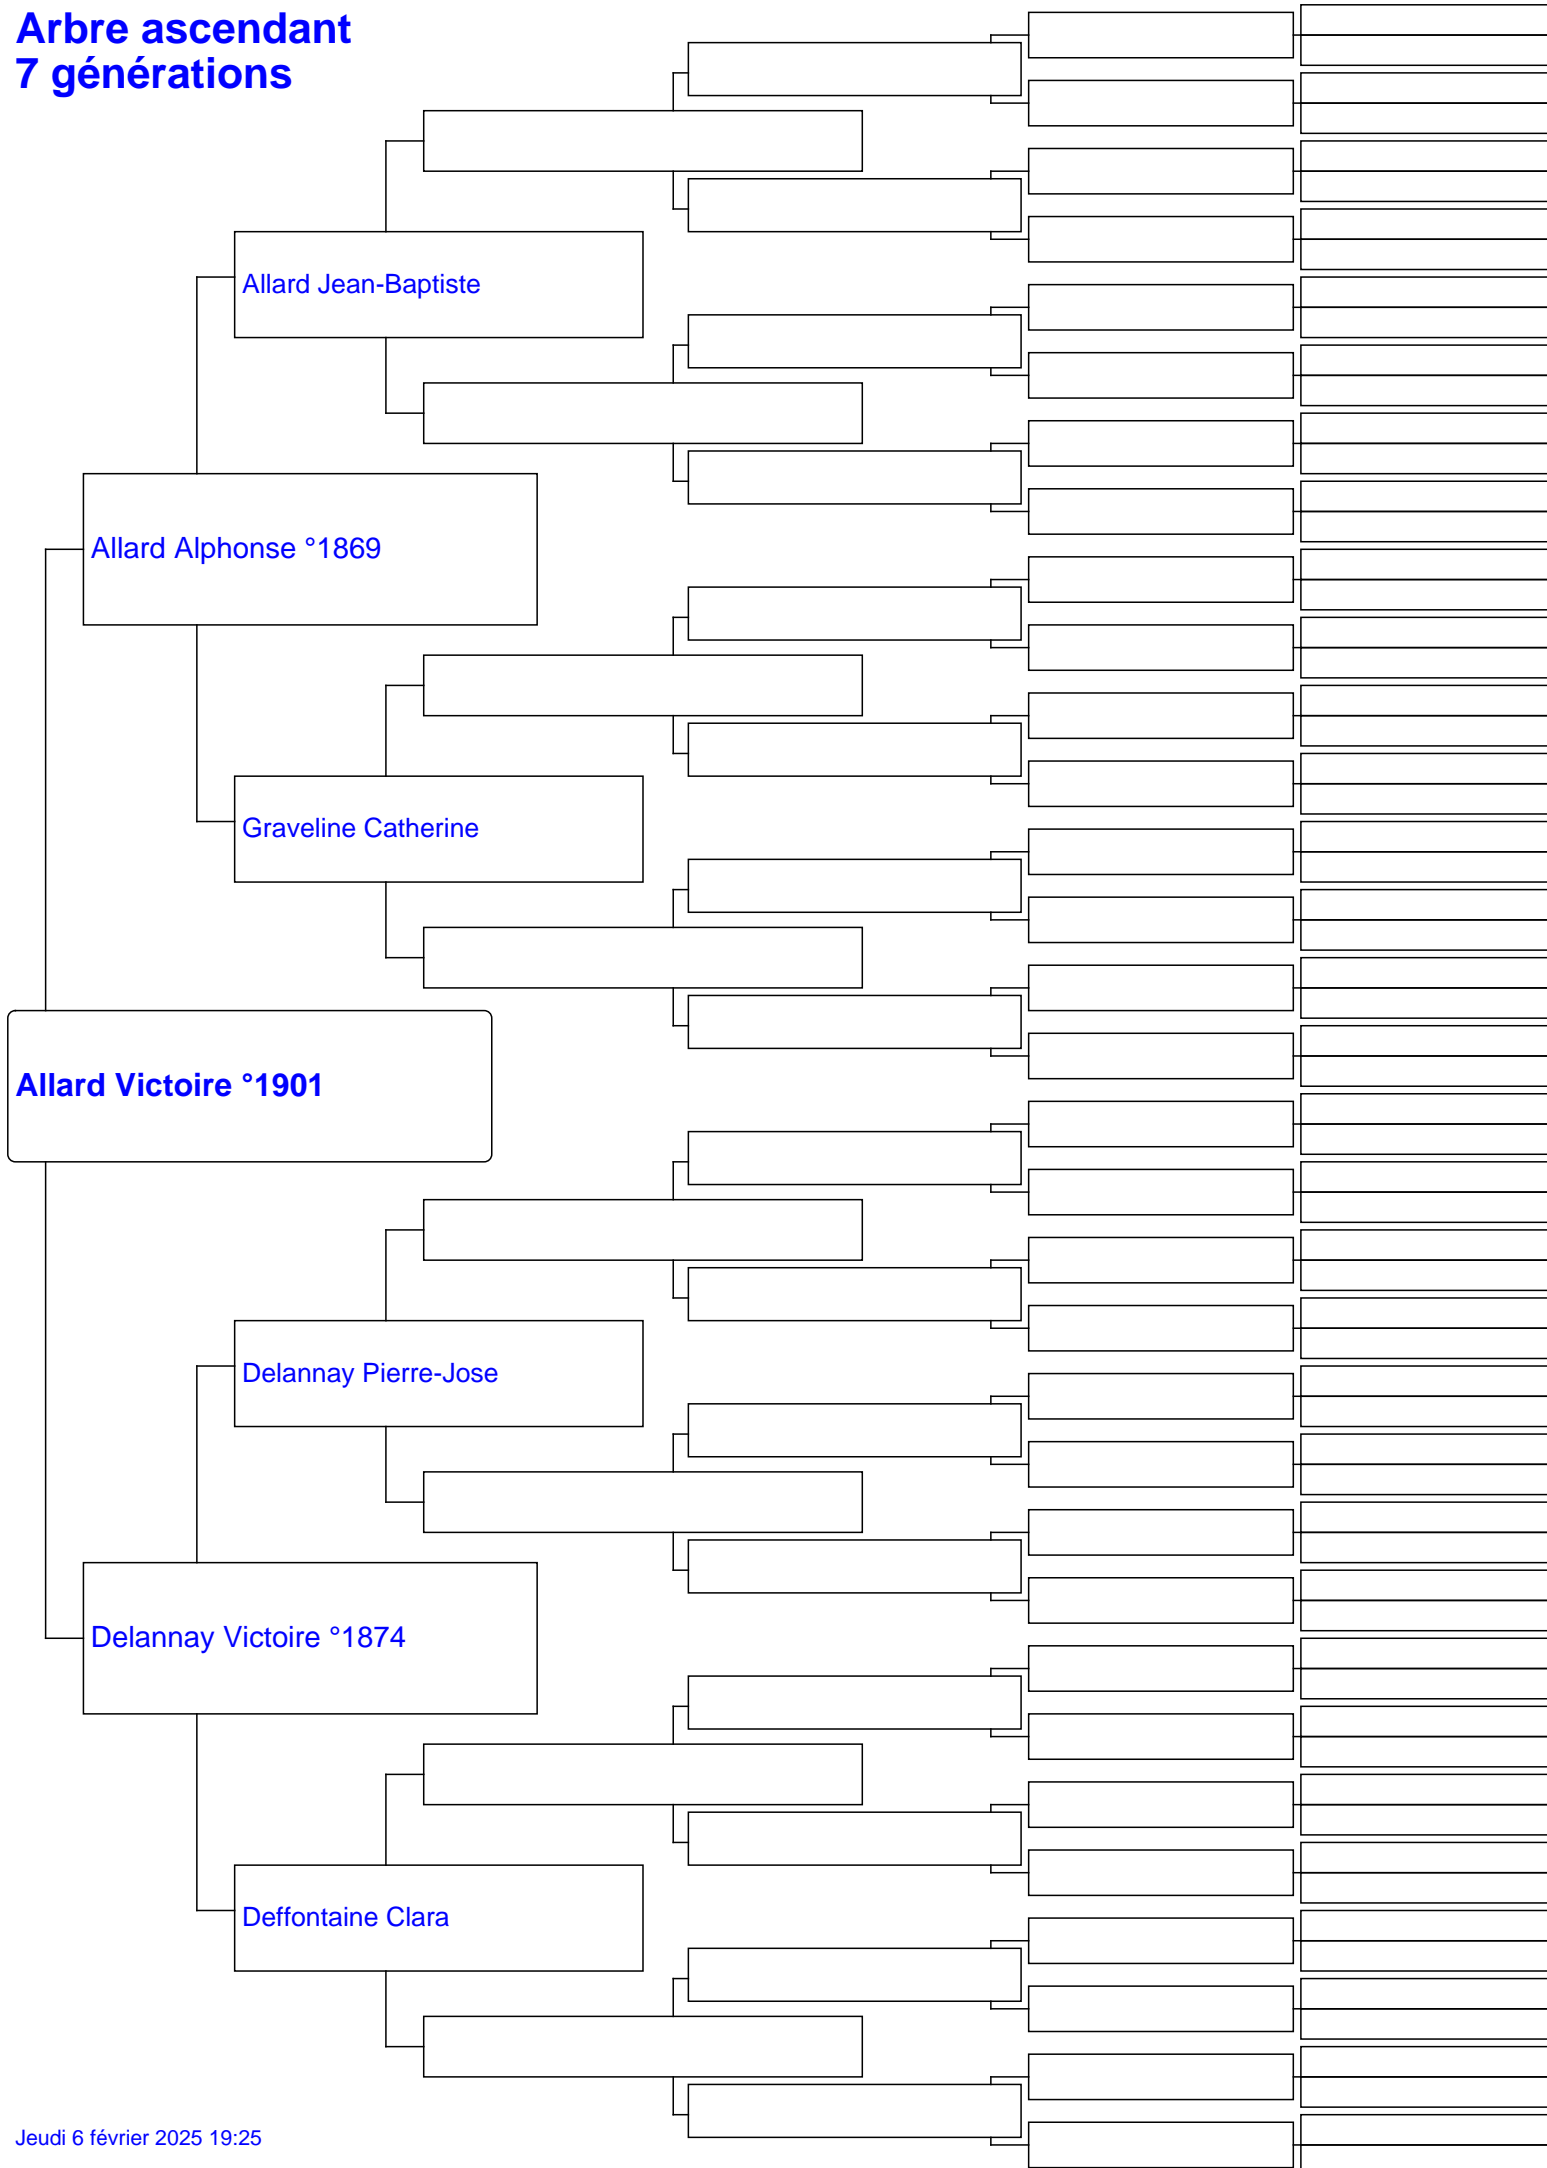 Arbre ascendant
7 générations
Allard Jean-Baptiste
Allard Alphonse °1869
Graveline Catherine
Allard Victoire °1901
Delannay Pierre-Jose
Delannay Victoire °1874
Deffontaine Clara
Jeudi 6 février 2025 19:25